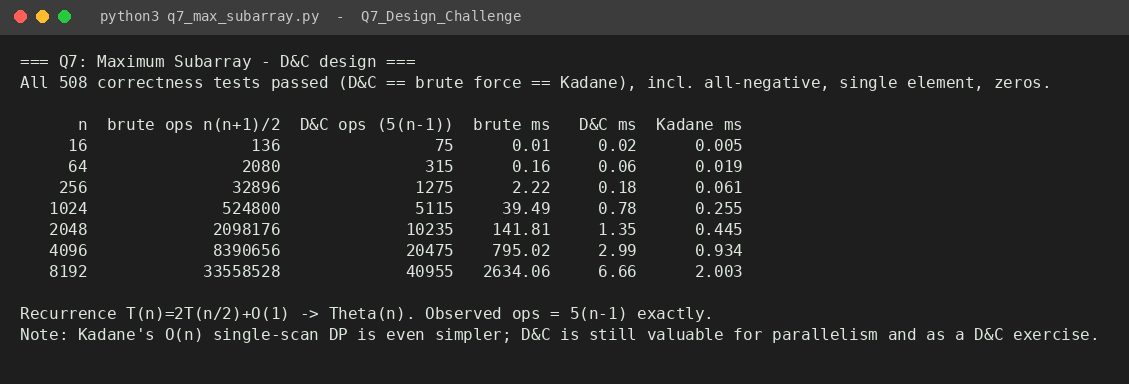 python3 q7_max_subarray.py - Q7_Design_Challenge
=== Q7: Maximum Subarray - D&C design ===
All 508 correctness tests passed (D&C == brute force == Kadane), incl. all-negative, single element, zeros.
n brute ops n(n+1)/2 D&C ops (5(n-1)) brute ms D&C ms Kadane ms
16 136 75 0.01 0.02 0.005
64 2080 315 0.16 0.06 0.019
256 32896 1275 2.22 0.18 0.061
1024 524800 5115 39.49 0.78 0.255
2048 2098176 10235 141.81 1.35 0.445
4096 8390656 20475 795.02 2.99 0.934
8192 33558528 40955 2634.06 6.66 2.003
Recurrence T(n)=2T(n/2)+O(1) -> Theta(n). Observed ops = 5(n-1) exactly.
Note: Kadane's O(n) single-scan DP is even simpler; D&C is still valuable for parallelism and as a D&C exercise.